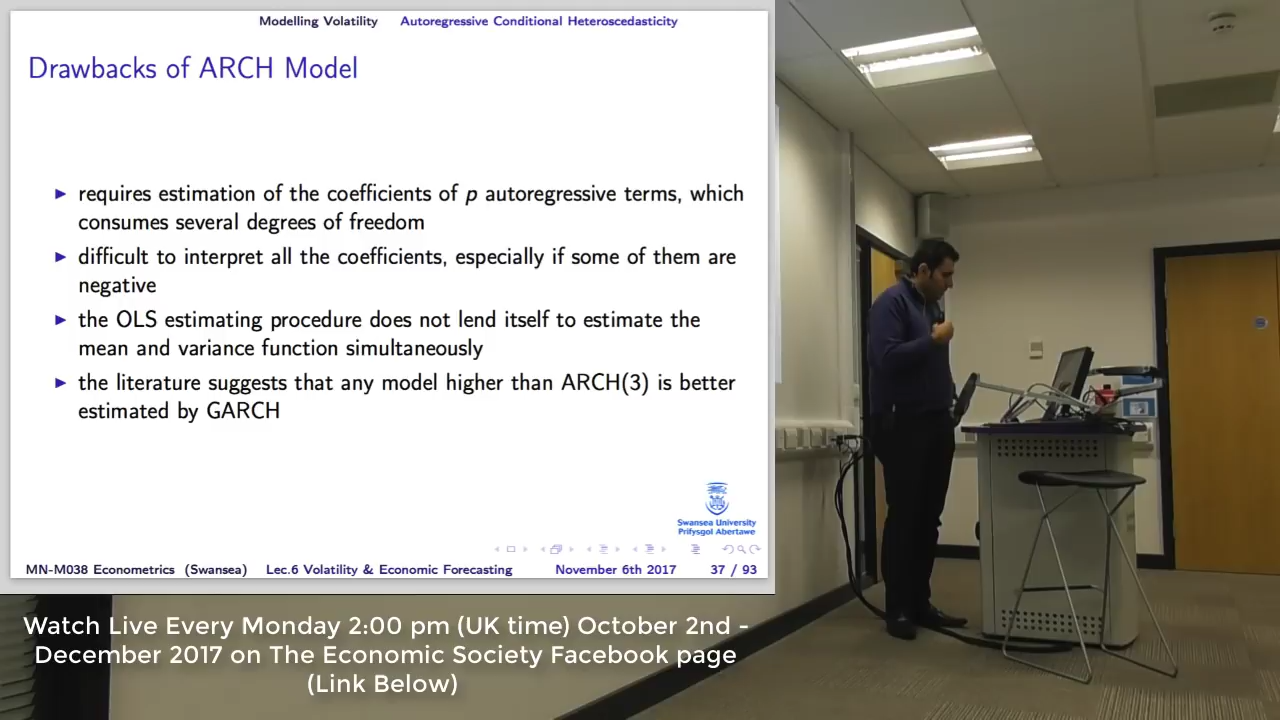 Modelling Volatility Autoregressive Conditional Heteroscedasticity
Drawbacks of ARCH Model
▶ requires estimation of the coefficients of p autoregressive terms, which
consumes several degrees of freedom
▶ difficult to interpret all the coefficients, especially if some of them are
negative
▶ the OLS estimating procedure does not lend itself to estimate the
mean and variance function simultaneously
▶ the literature suggests that any model higher than ARCH(3) is better
estimated by GARCH
Swansea University
Prifysgol Abertawe
MN-M038 Econometrics (Swansea) Lec.6 Volatility & Economic Forecasting November 6th 2017 37 / 93
Watch Live Every Monday 2:00 pm (UK time) October 2nd -
December 2017 on The Economic Society Facebook page
(Link Below)